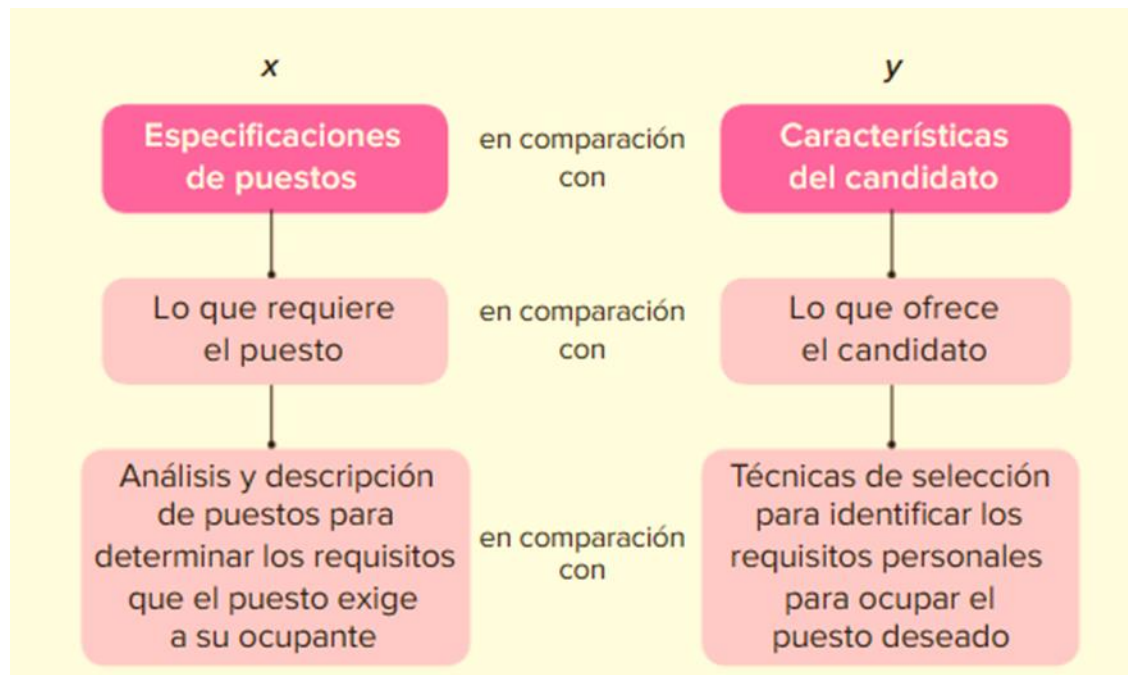 x
y
Especificaciones
de puestos
en comparación
con
Características
del candidato
Lo que requiere
el puesto
en comparación
con
Lo que ofrece
el candidato
Análisis y descripción
de puestos para
determinar los requisitos
que el puesto exige
a su ocupante
en comparación
con
Técnicas de selección
para identificar los
requisitos personales
para ocupar el
puesto deseado